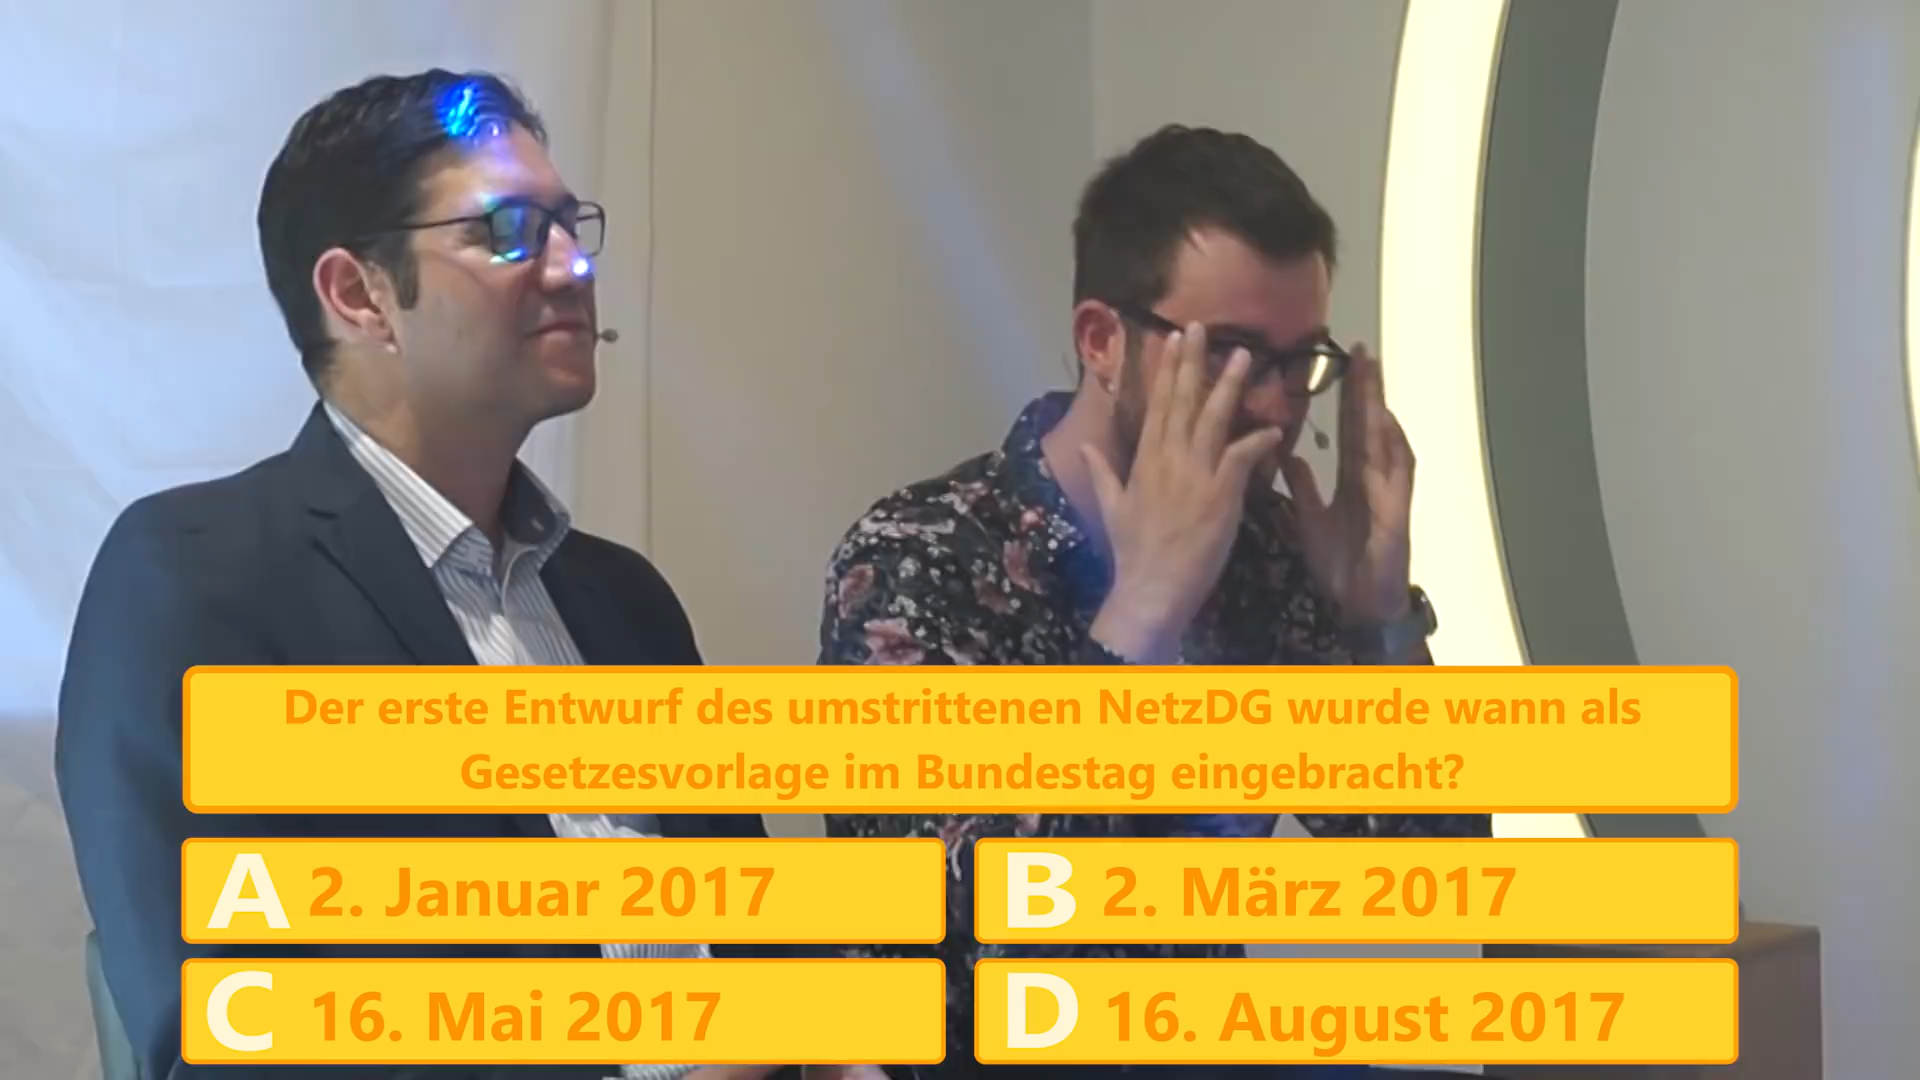 Der erste Entwurf des umstrittenen NetzDG wurde wann als
Gesetzesvorlage im Bundestag eingebracht?
A 2. Januar 2017
B 2. März 2017
C 16. Mai 2017
D 16. August 2017